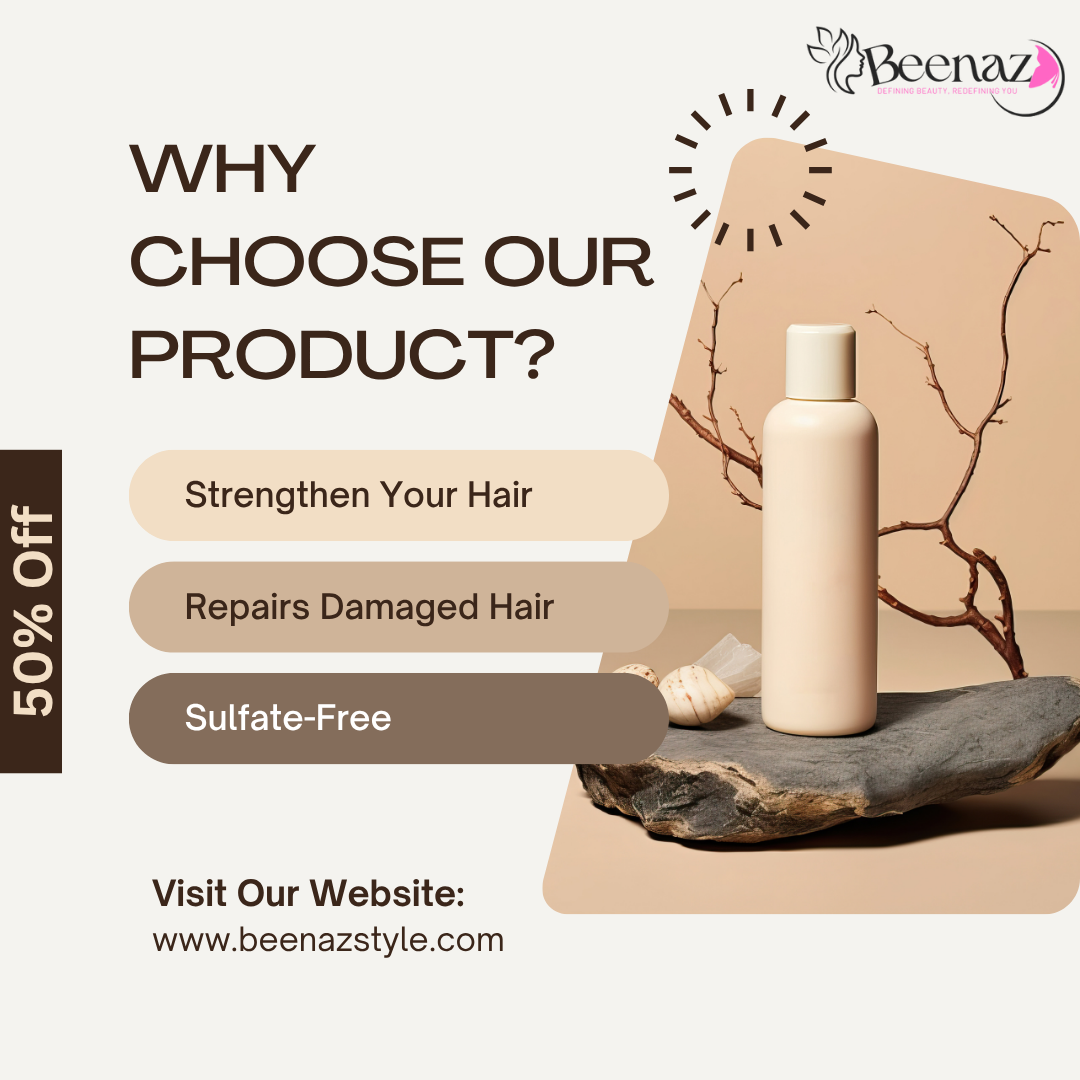 Beenaz
DEFINING BEAUTY, REDEFINING YOU
WHY
CHOOSE OUR
PRODUCT?
Strengthen Your Hair
Repairs Damaged Hair
Sulfate-Free
50% Off
Visit Our Website:
www.beenazstyle.com